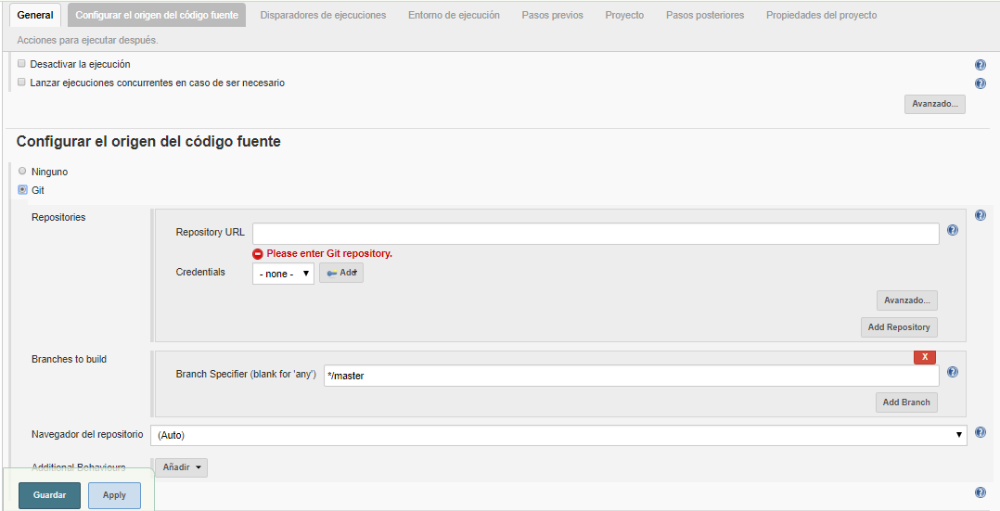 General Configurar el origen del código fuente Disparadores de ejecuciones Entorno de ejecución Pasos previos Proyecto Pasos posteriores Propiedades del proyecto
Acciones para ejecutar después.
Desactivar la ejecución
Lanzar ejecuciones concurrentes en caso de ser necesario
Avanzado...
Configurar el origen del código fuente
Ninguno
Git
Repositories
Repository URL
Please enter Git repository.
Credentials - none - Add
Avanzado...
Add Repository
Branches to build
X
Branch Specifier (blank for 'any') */master
Add Branch
Navegador del repositorio (Auto)
Additional Behaviours Añadir
Guardar Apply